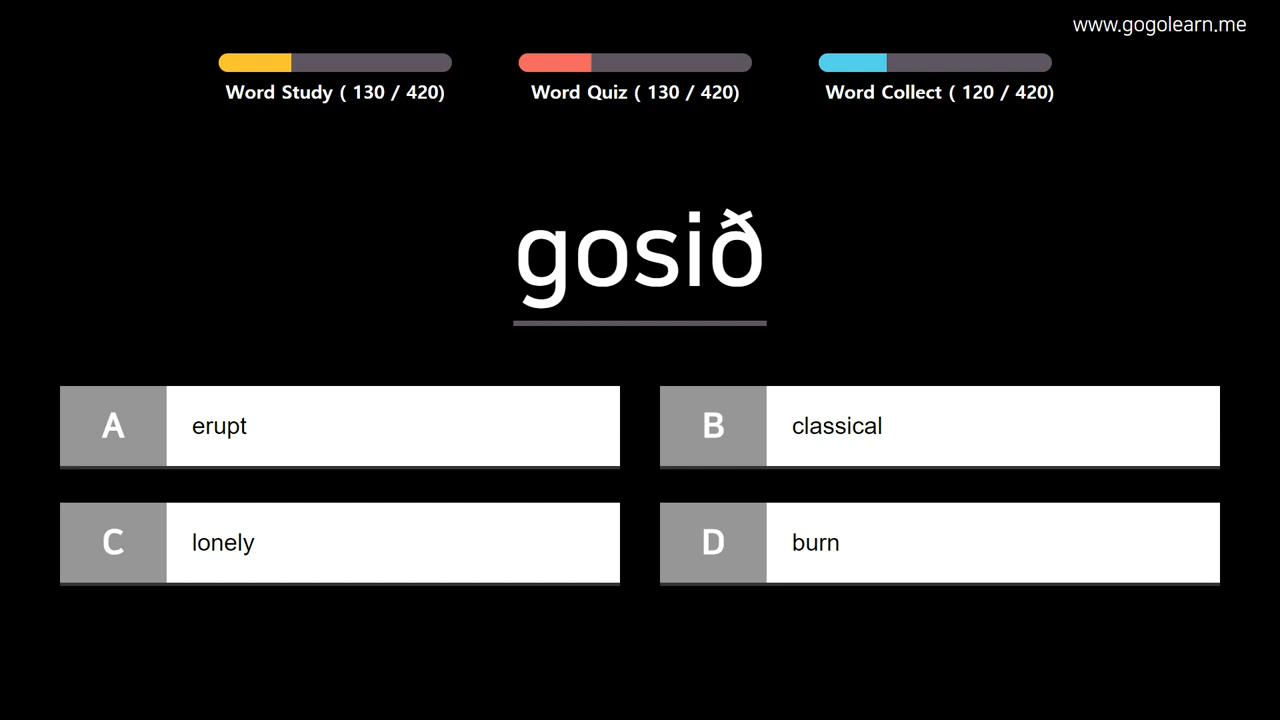 www.gogolearn.me
Word Study ( 130 / 420)
Word Quiz ( 130 / 420)
Word Collect ( 120 / 420)
gosið
A erupt
B classical
C lonely
D burn